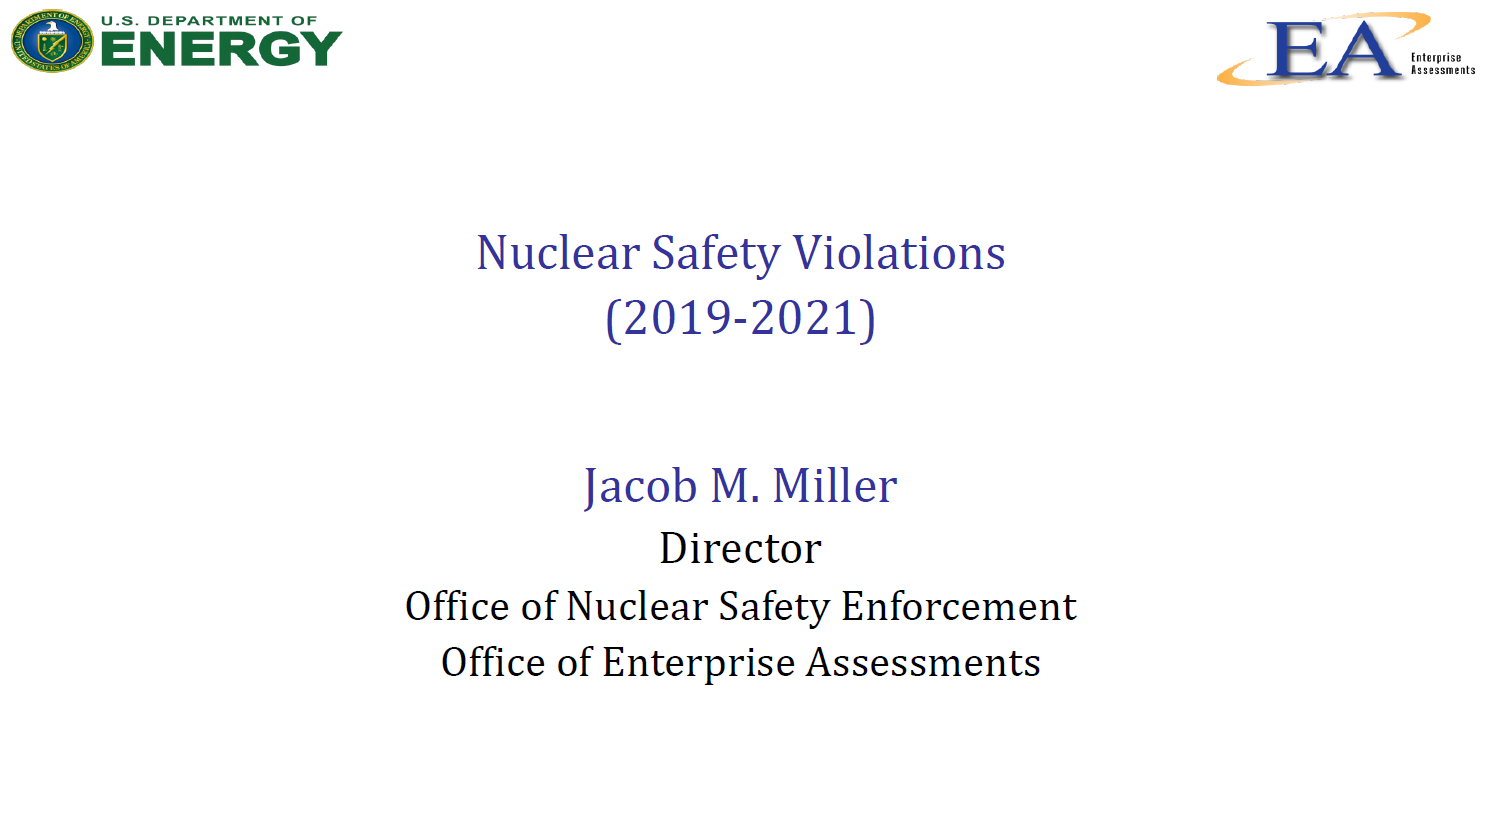 U.S. DEPARTMENT OF
ENERGY
EA
Enterprise
Assessments
Nuclear Safety Violations
(2019-2021)
Jacob M. Miller
Director
Office of Nuclear Safety Enforcement
Office of Enterprise Assessments